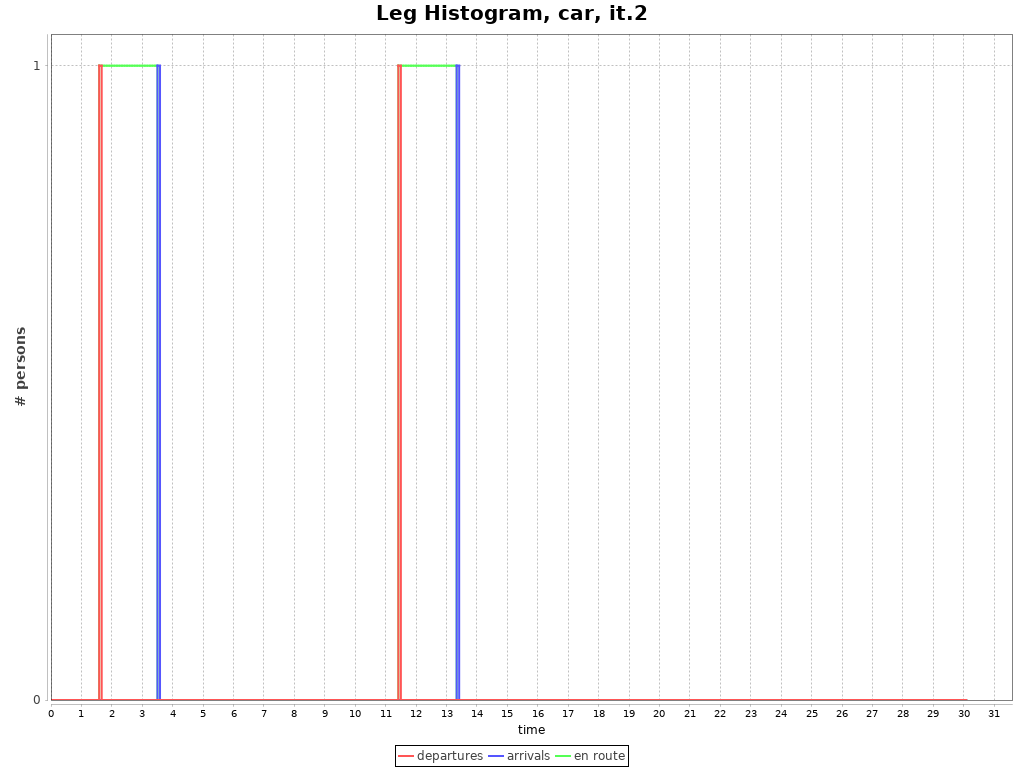 Leg Histogram, car, it.2
# persons
1
0
0 1 2 3 4 5 6 7 8 9 10 11 12 13 14 15 16 17 18 19 20 21 22 23 24 25 26 27 28 29 30 31
time
departures arrivals en route